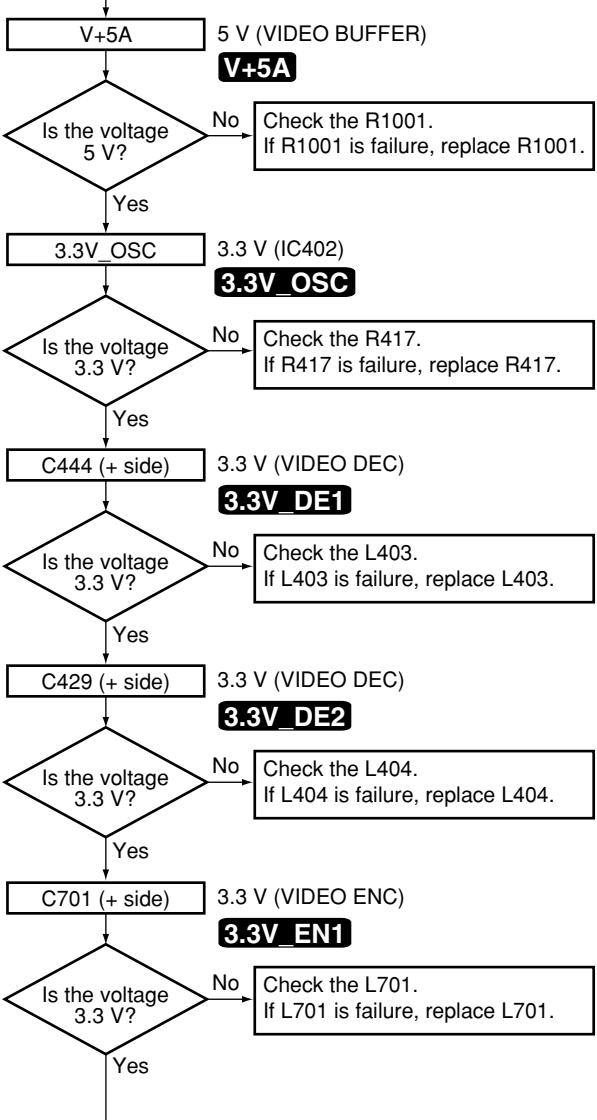 V+5A
5 V (VIDEO BUFFER)
V+5A
Is the voltage
5 V?
No
Check the R1001.
If R1001 is failure, replace R1001.
Yes
3.3V_OSC
3.3 V (IC402)
3.3V_OSC
Is the voltage
3.3 V?
No
Check the R417.
If R417 is failure, replace R417.
Yes
C444 (+ side)
3.3 V (VIDEO DEC)
3.3V_DE1
Is the voltage
3.3 V?
No
Check the L403.
If L403 is failure, replace L403.
Yes
C429 (+ side)
3.3 V (VIDEO DEC)
3.3V_DE2
Is the voltage
3.3 V?
No
Check the L404.
If L404 is failure, replace L404.
Yes
C701 (+ side)
3.3 V (VIDEO ENC)
3.3V_EN1
Is the voltage
3.3 V?
No
Check the L701.
If L701 is failure, replace L701.
Yes